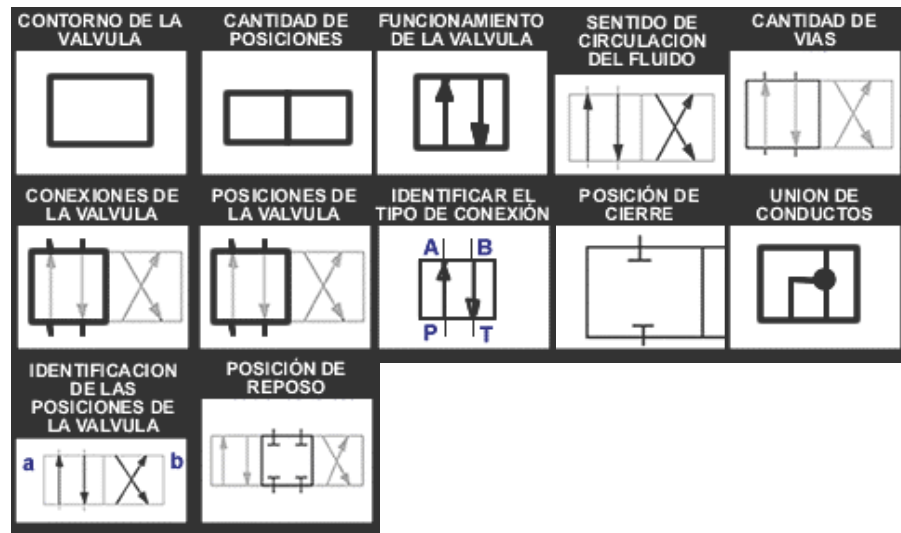 CONTORNO DE LA
VALVULA
CANTIDAD DE
POSICIONES
FUNCIONAMIENTO
DE LA VALVULA
SENTIDO DE
CIRCULACION
DEL FLUIDO
CANTIDAD DE
VIAS
CONEXIONES DE
LA VALVULA
POSICIONES DE
LA VALVULA
IDENTIFICAR EL
TIPO DE CONEXIÓN
A B
P T
POSICIÓN DE
CIERRE
UNION DE
CONDUCTOS
IDENTIFICACION
DE LAS
POSICIONES DE
LA VALVULA
a b
POSICIÓN DE
REPOSO